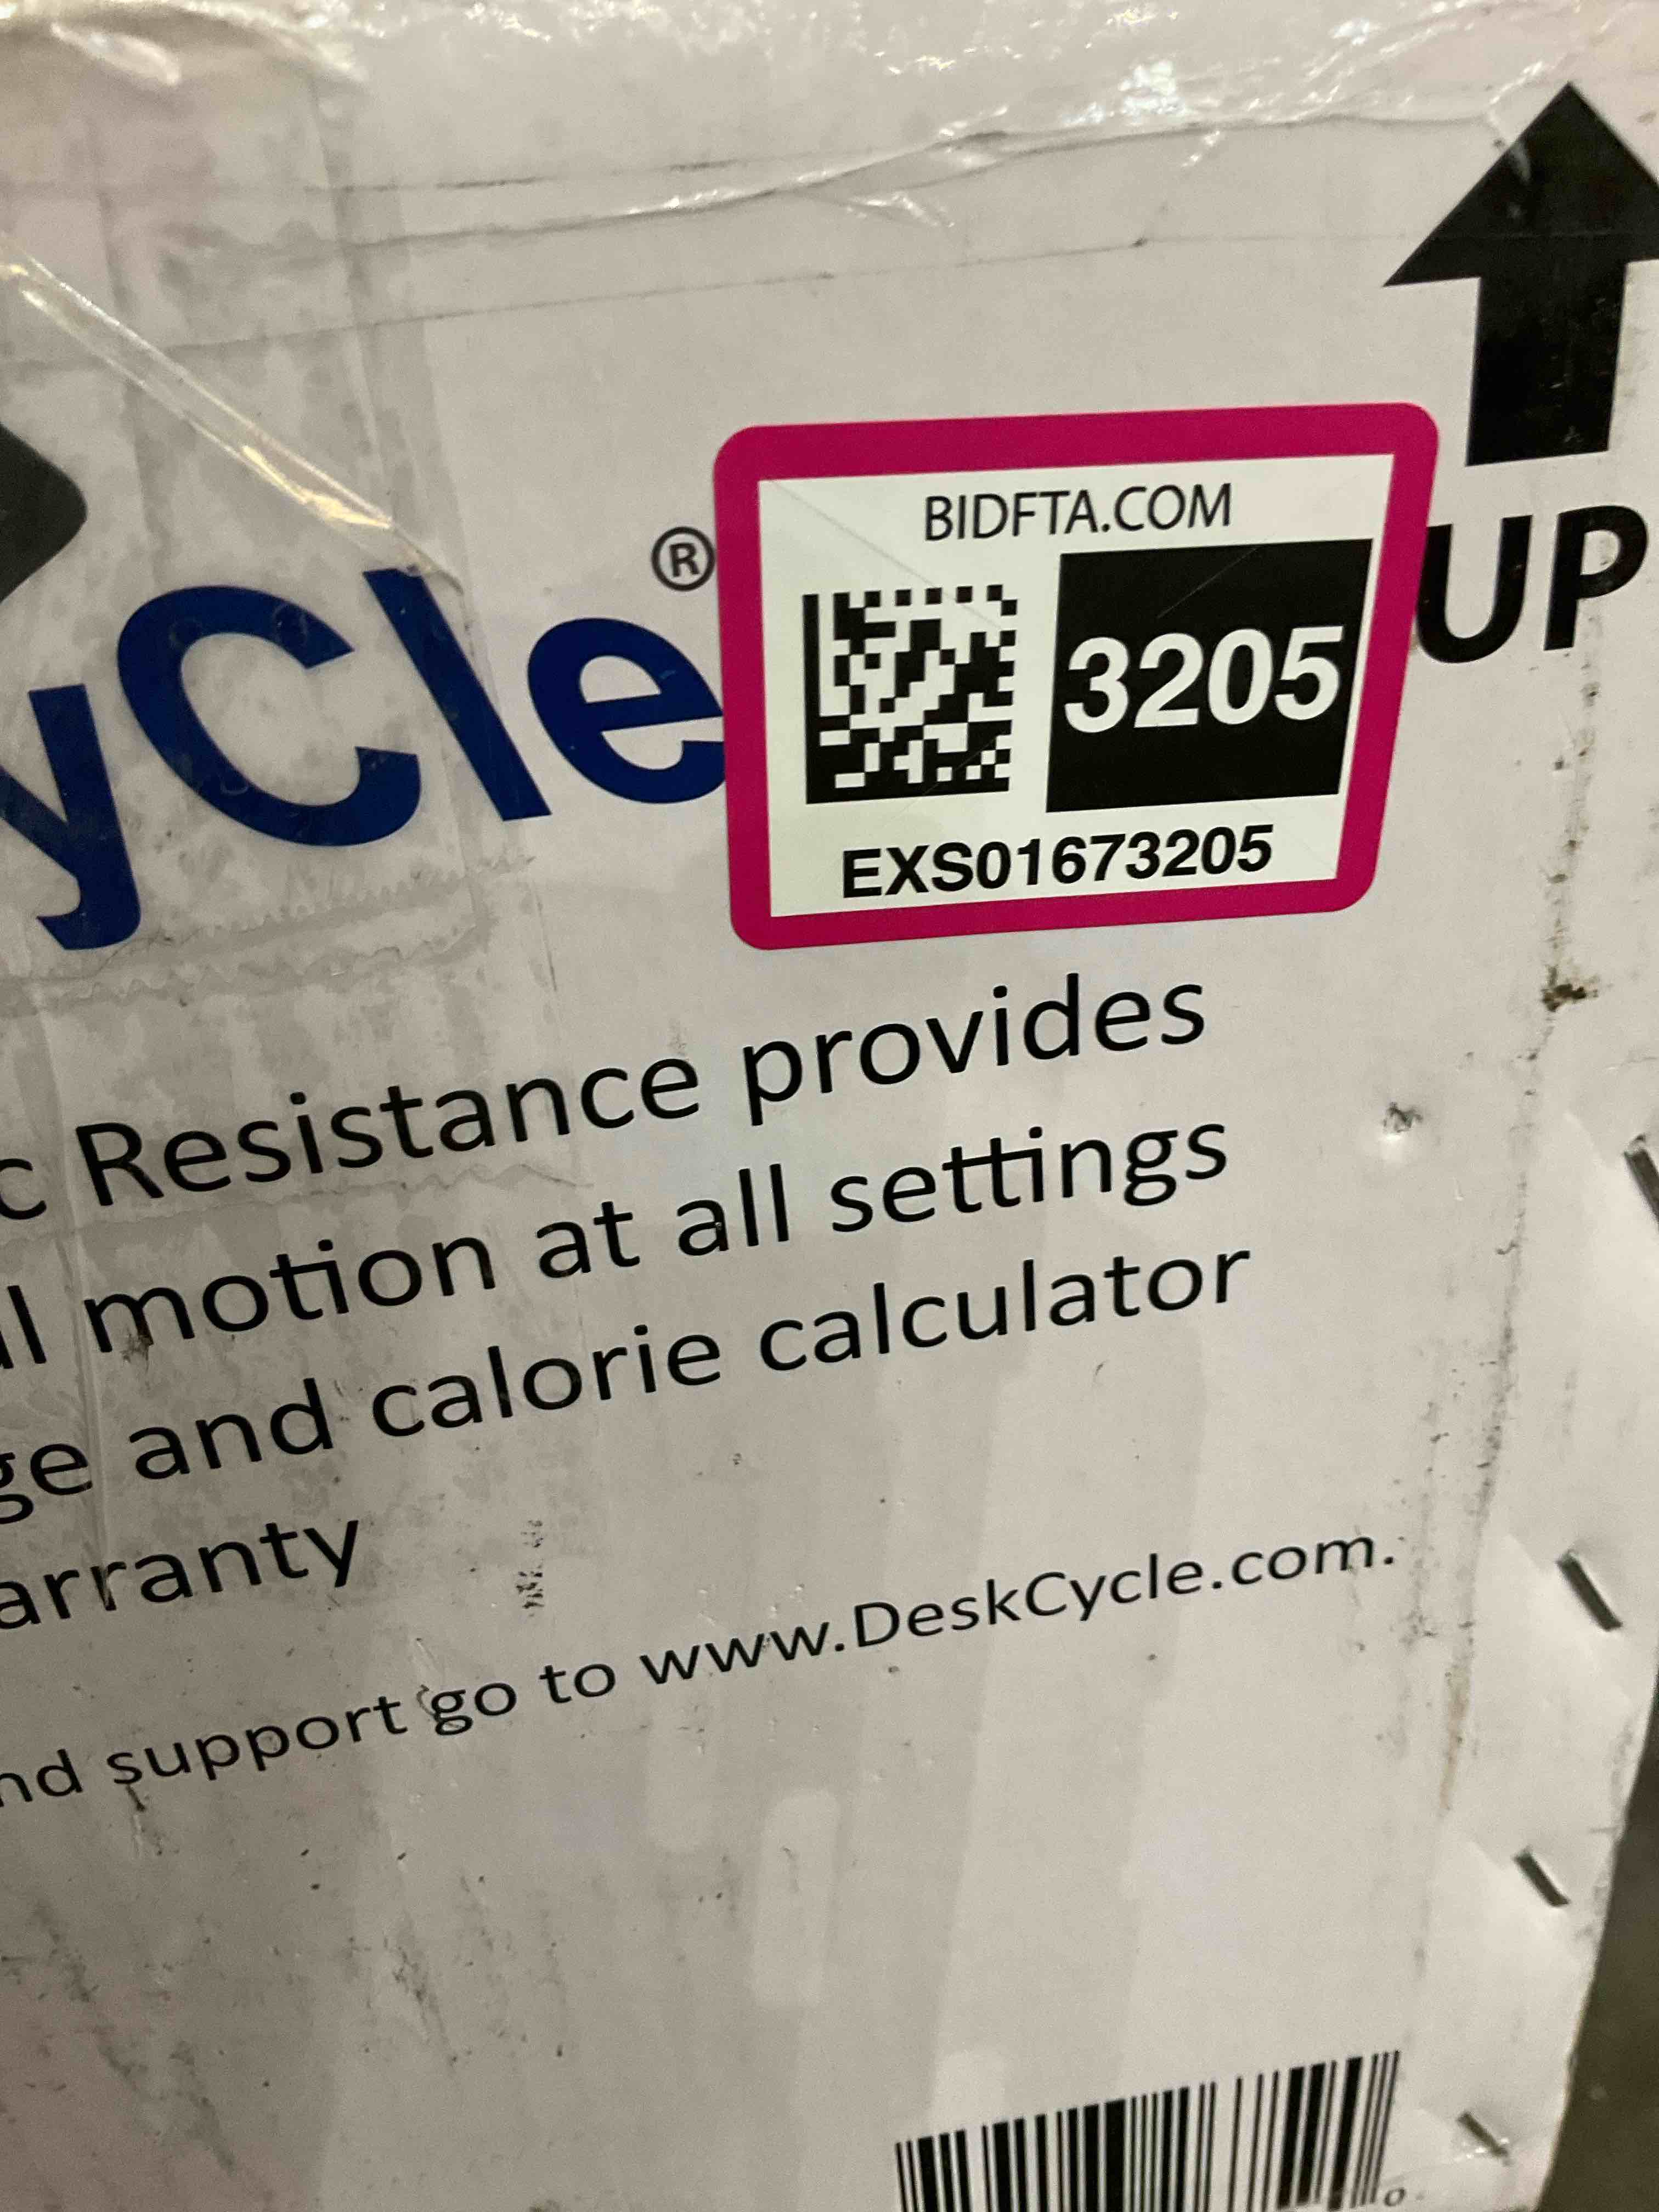 UP
yCle®
BIDFTA.COM
3205
EXS01673205
c Resistance provides
l motion at all settings
ge and calorie calculator
arranty
nd support go to www.DeskCycle.com.
0